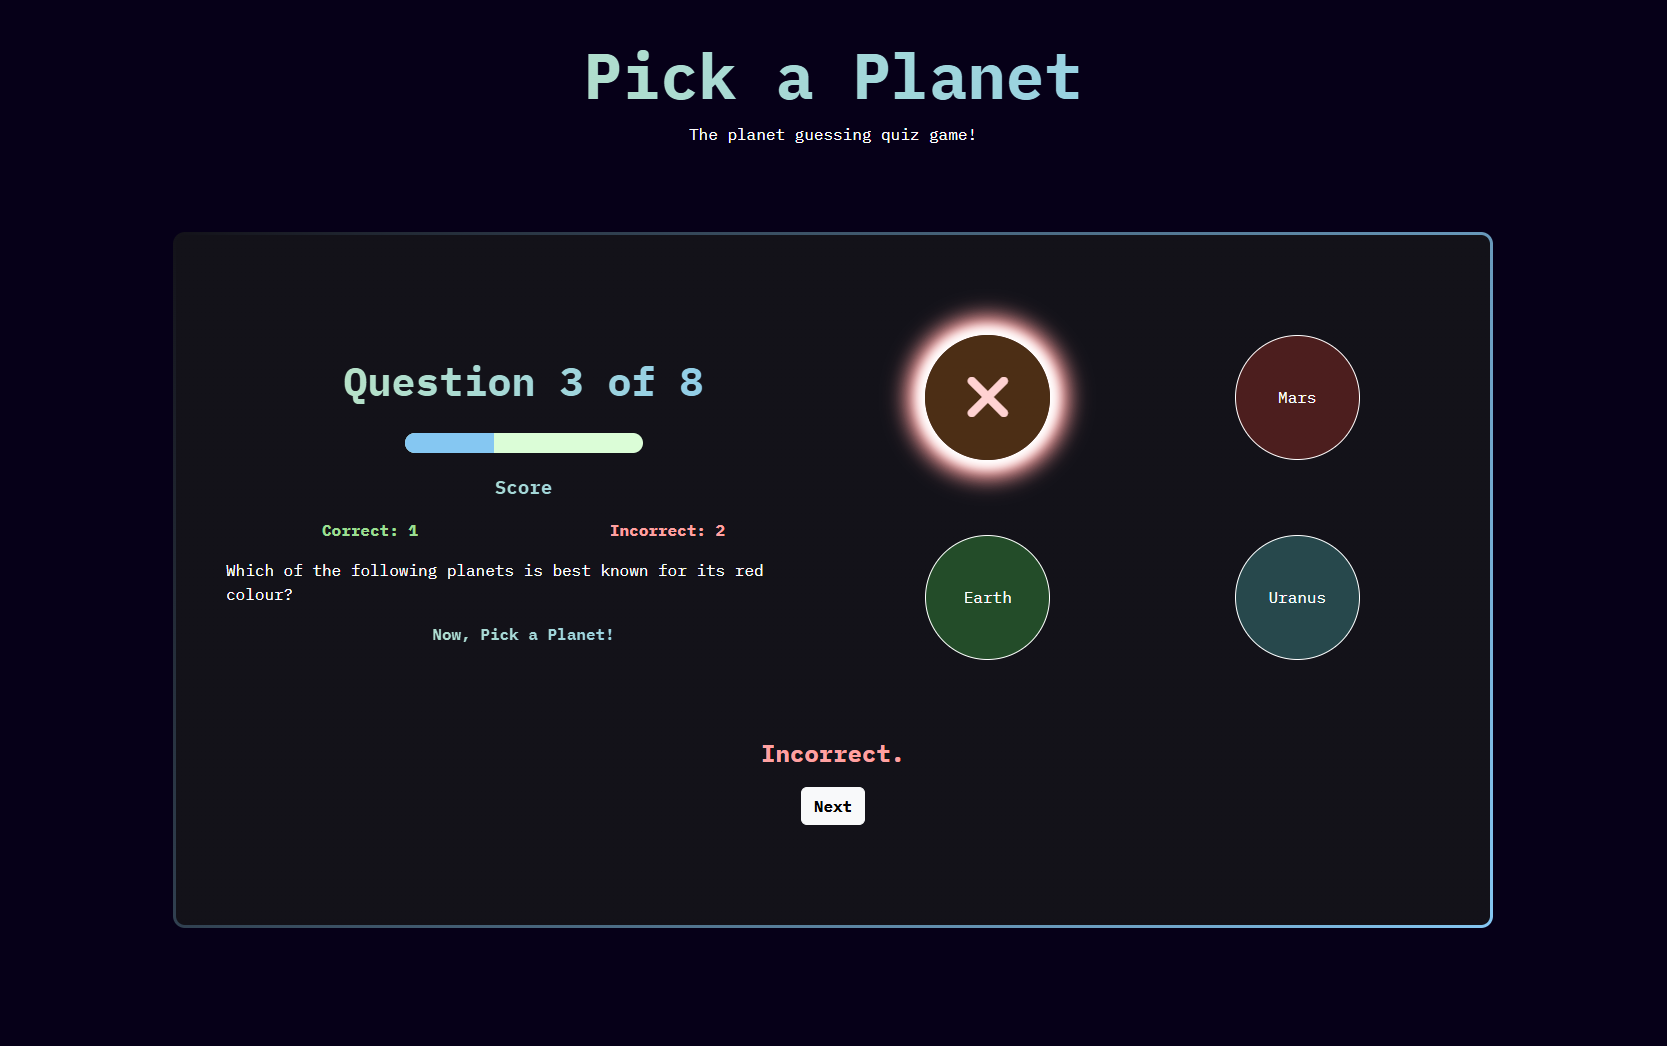 Pick a Planet
The planet guessing quiz game!
Question 3 of 8
Score
Correct: 1
Incorrect: 2
Which of the following planets is best known for its red
colour?
Now, Pick a Planet!
Mars
Earth
Uranus
Incorrect.
Next